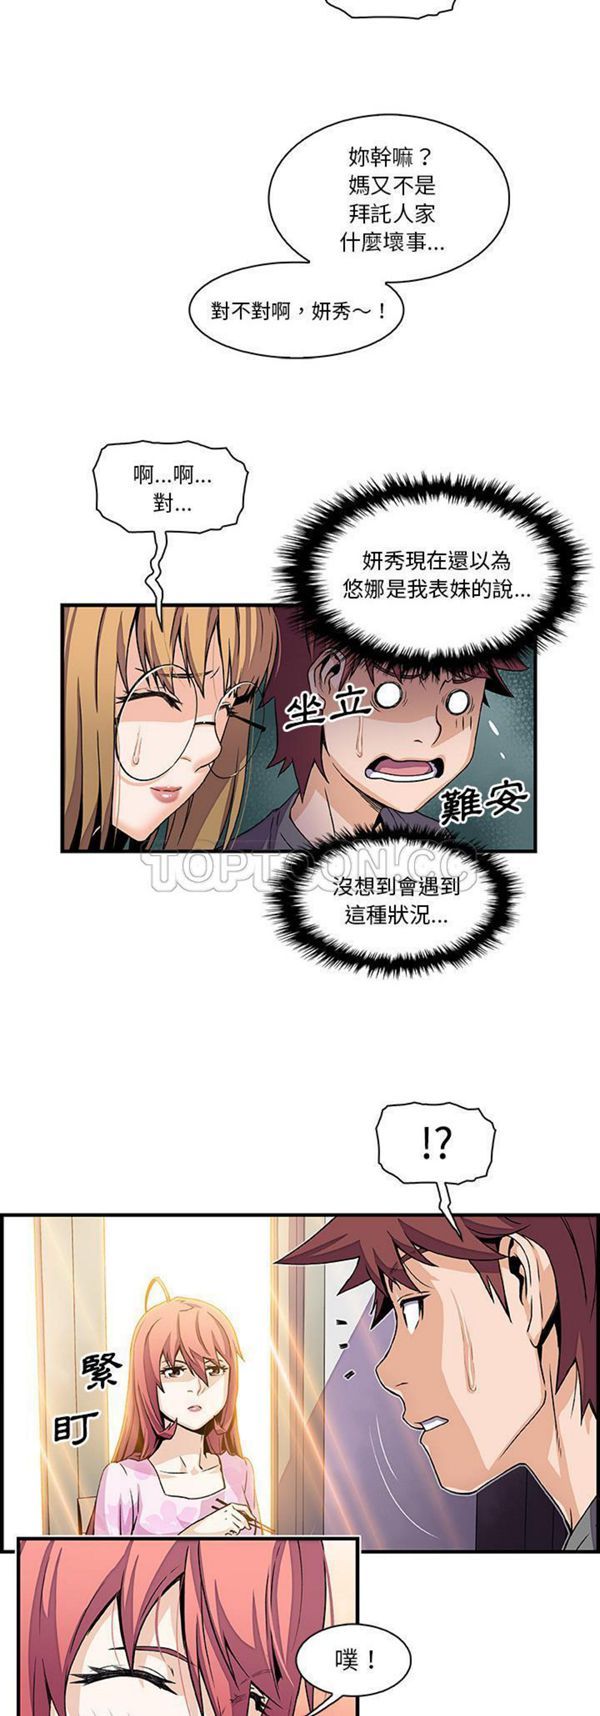 妳幹嘛？
媽又不是
拜託人家
什麼壞事...
對不對啊，妍秀～！
啊...啊...
對...
妍秀現在還以為
悠娜是我表妹的說...
坐立
難安
TOPTOON.CC
沒想到會遇到
這種狀況...
!?
緊
盯
噗！